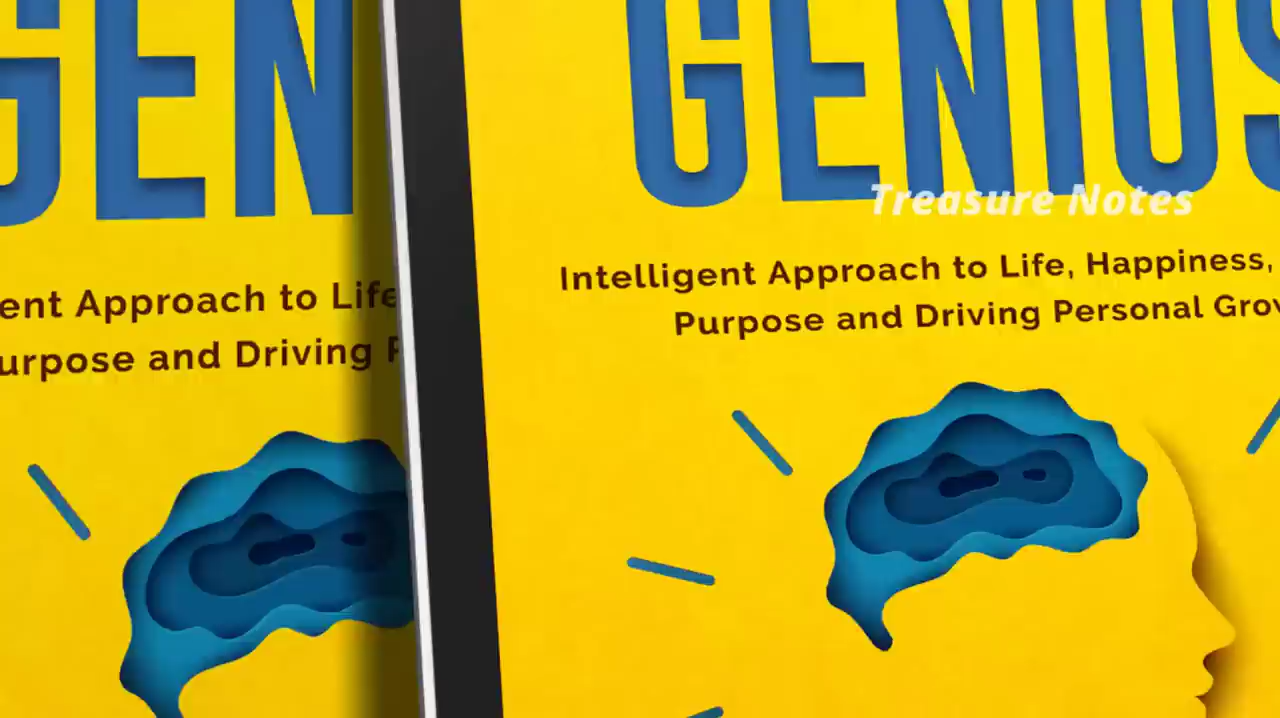 GEN
ent Approach to Life
urpose and Driving
GENIUS
Treasure Notes
Intelligent Approach to Life, Happiness,
Purpose and Driving Personal Grow